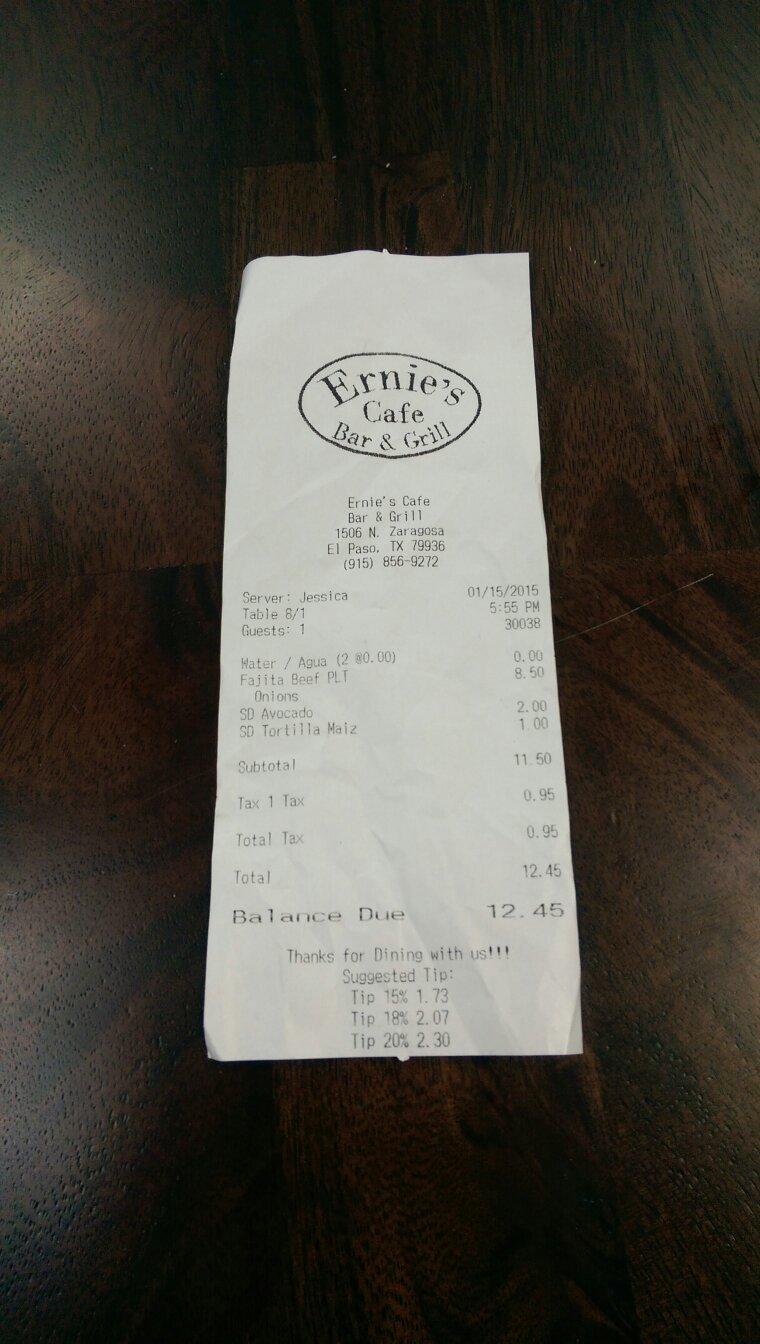 Ernie's
Cafe
Bar & Grill
Ernie's Cafe
Bar & Grill
1506 N. Zaragosa
El Paso, TX 79936
(915) 856-9272
Server: Jessica 01/15/2015
Table 8/1 5:55 PM
Guests: 1 30038
Water / Agua (2 @0.00) 0.00
Fajita Beef PLT 8.50
Onions
SD Avocado 2.00
SD Tortilla Maiz 1.00
Subtotal 11.50
Tax 1 Tax 0.95
Total Tax 0.95
Total 12.45
Balance Due 12.45
Thanks for Dining with us!!!
Suggested Tip:
Tip 15% 1.73
Tip 18% 2.07
Tip 20% 2.30